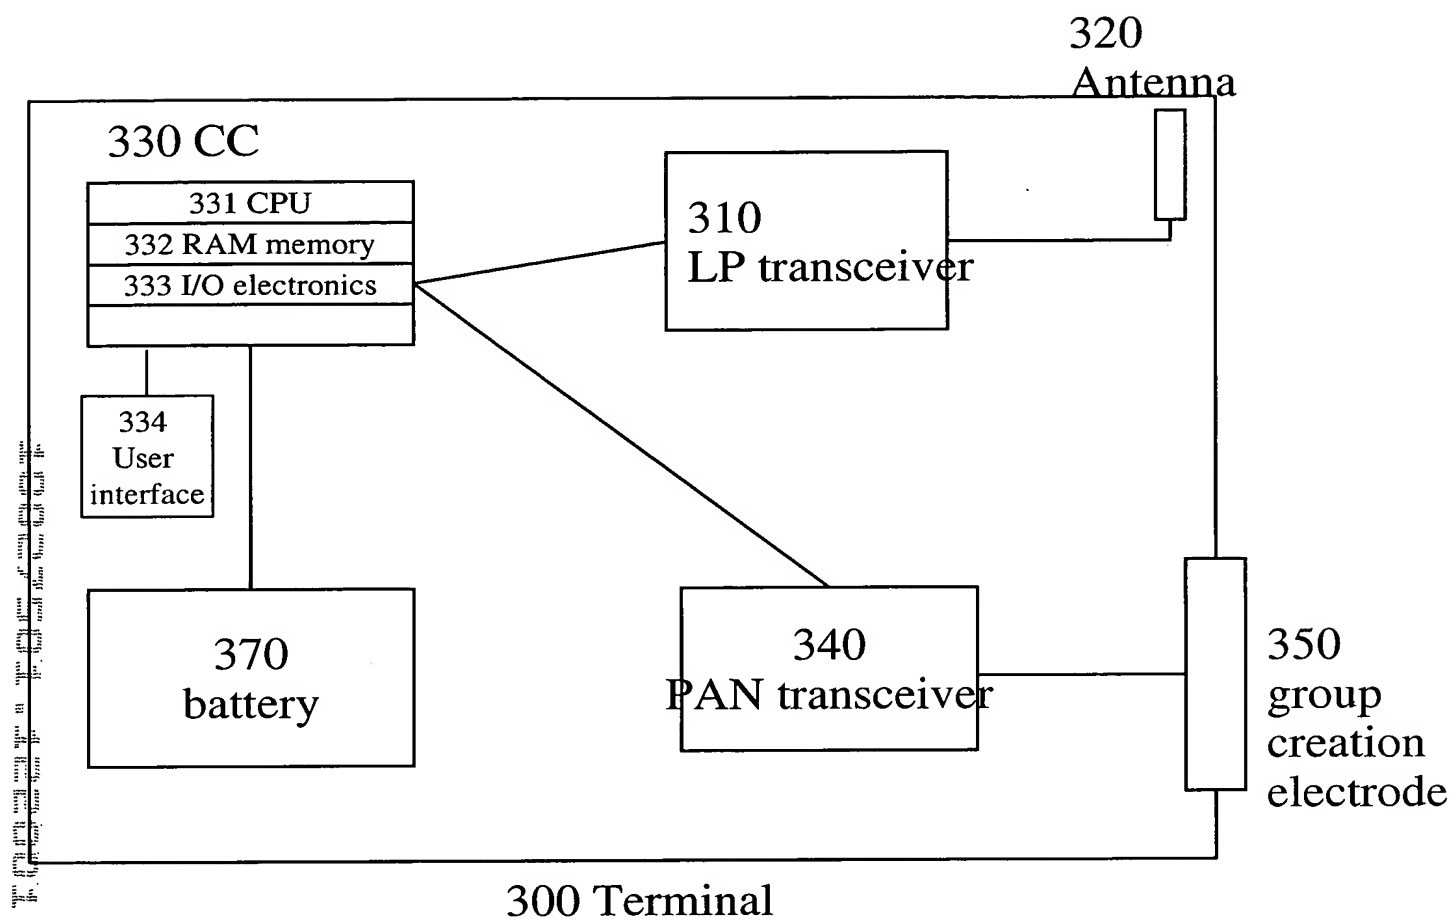 320
Antenna
330 CC
331 CPU
332 RAM memory
333 I/O electronics
310
LP transceiver
334
User
interface
370
battery
340
PAN transceiver
350
group
creation
electrode
300 Terminal